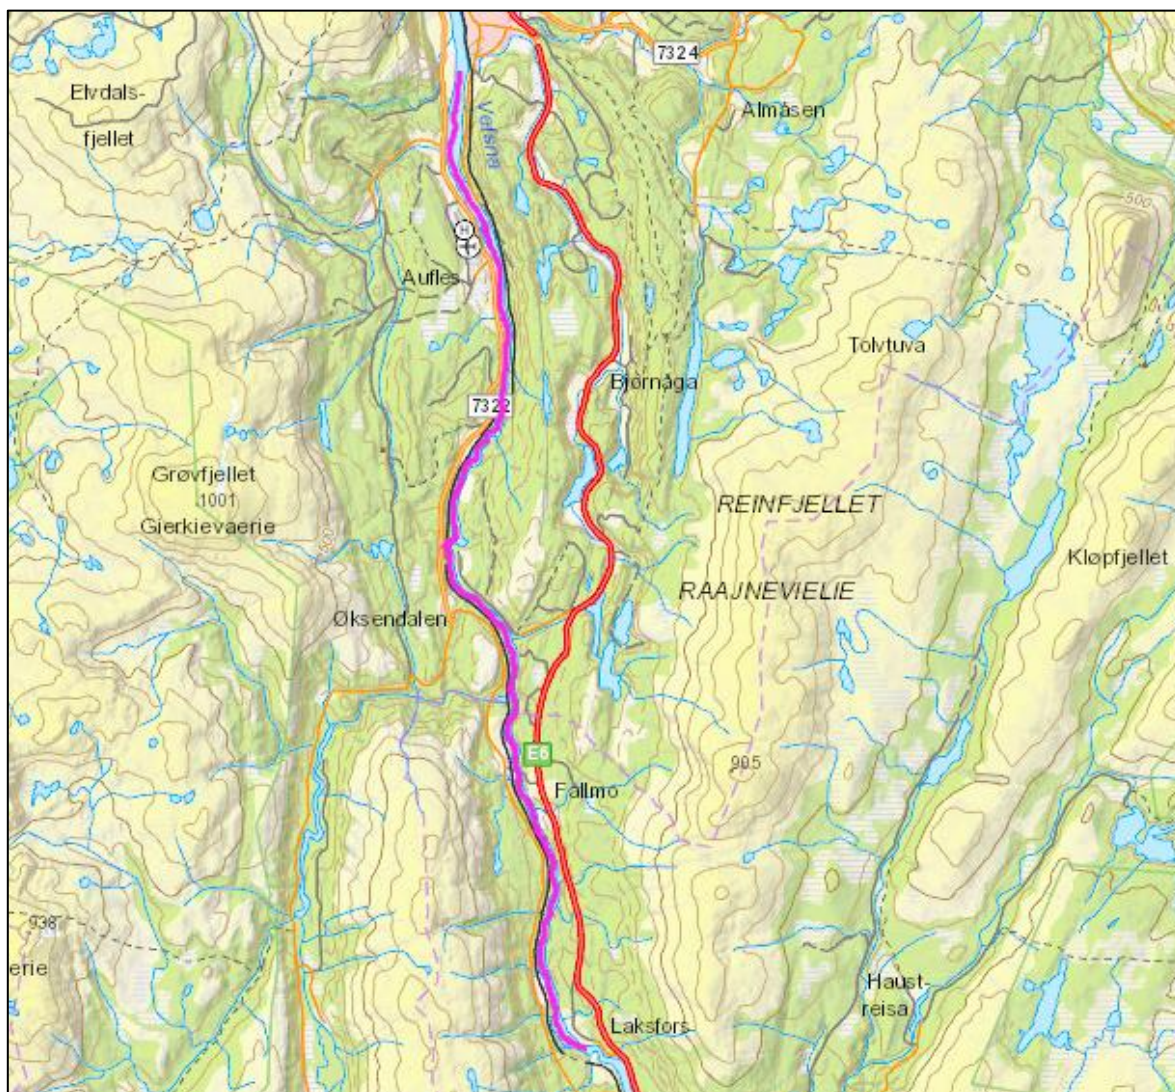 7324
Elvdals-
fjellet
Almåsen
Vefsna
500
H
Aufles
Tolvtuva
Bjørnåga
7322
Grøvfjellet
1001
Gierkievaerie
REINFJELLET
500
Kløpfjellet
RAAJNEVIELIE
Øksendalen
E6
905
Fallmo
938
erie
Haust-
reisa
Laksfors